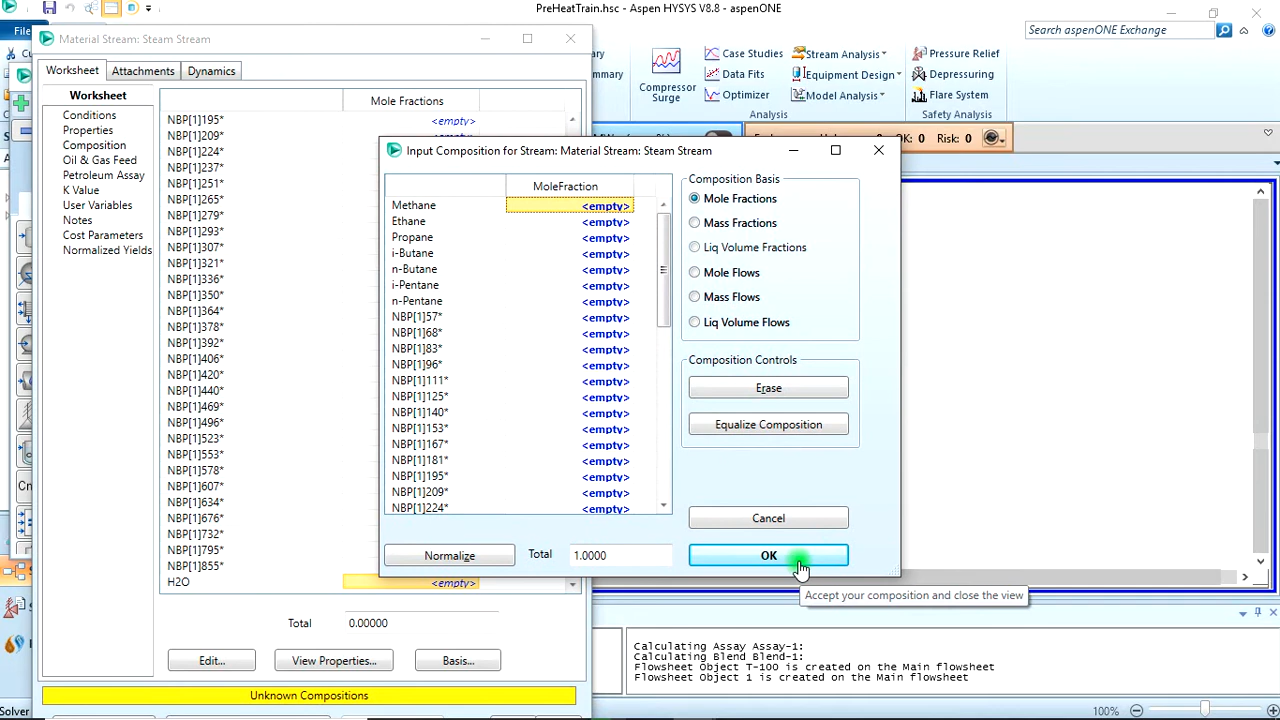 PreHeatTrain.hsc - Aspen HYSYS V8.8 - aspenONE
File
Search aspenONE Exchange
Material Stream: Steam Stream
Worksheet
Attachments
Dynamics
Case Studies
Stream Analysis
Pressure Relief
Data Fits
Equipment Design
Depressuring
Compressor
Surge
Optimizer
Model Analysis
Flare System
Analysis
Safety Analysis
OK: 0
Risk: 0
Worksheet
Conditions
Properties
Composition
Oil & Gas Feed
Petroleum Assay
K Value
User Variables
Notes
Cost Parameters
Normalized Yields
Mole Fractions
NBP[1]195* <empty>
NBP[1]209* <empty>
NBP[1]224*
NBP[1]237*
NBP[1]251*
NBP[1]265*
NBP[1]279*
NBP[1]293*
NBP[1]307*
NBP[1]321*
NBP[1]336*
NBP[1]350*
NBP[1]364*
NBP[1]378*
NBP[1]392*
NBP[1]406*
NBP[1]420*
NBP[1]440*
NBP[1]469*
NBP[1]496*
NBP[1]523*
NBP[1]553*
NBP[1]578*
NBP[1]607*
NBP[1]634*
NBP[1]676*
NBP[1]732*
NBP[1]795*
NBP[1]855*
H2O <empty>
Total 0.00000
Edit...
View Properties...
Basis...
Unknown Compositions
Input Composition for Stream: Material Stream: Steam Stream
MoleFraction
Methane <empty>
Ethane <empty>
Propane <empty>
i-Butane <empty>
n-Butane <empty>
i-Pentane <empty>
n-Pentane <empty>
NBP[1]57* <empty>
NBP[1]68* <empty>
NBP[1]83* <empty>
NBP[1]96* <empty>
NBP[1]111* <empty>
NBP[1]125* <empty>
NBP[1]140* <empty>
NBP[1]153* <empty>
NBP[1]167* <empty>
NBP[1]181* <empty>
NBP[1]195* <empty>
NBP[1]209* <empty>
NBP[1]224* <empty>
Composition Basis
Mole Fractions
Mass Fractions
Liq Volume Fractions
Mole Flows
Mass Flows
Liq Volume Flows
Composition Controls
Erase
Equalize Composition
Cancel
Normalize
Total 1.0000
OK
Accept your composition and close the view
Calculating Assay Assay-1:
Calculating Blend Blend-1:
Flowsheet Object T-100 is created on the Main flowsheet
Flowsheet Object 1 is created on the Main flowsheet
Solver
100%